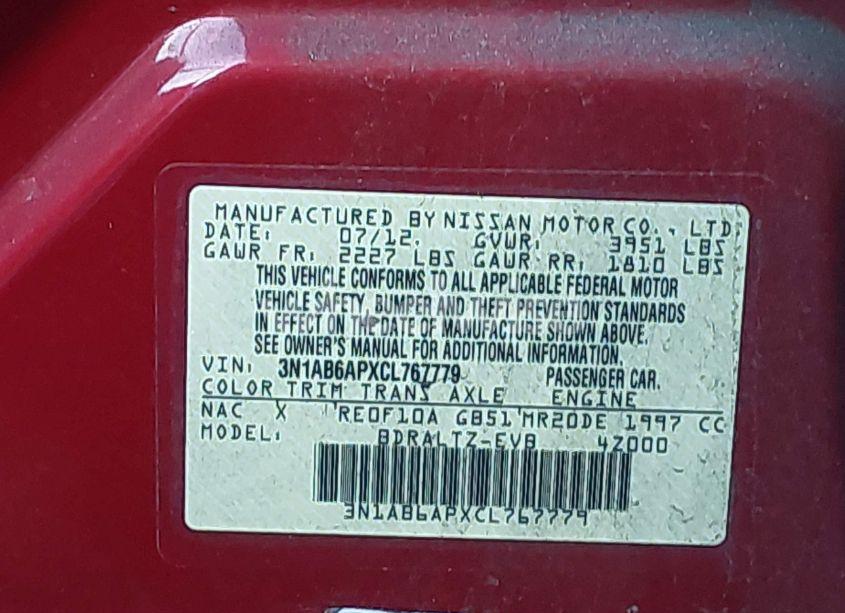 MANUFACTURED BY NISSAN MOTOR CO., LTD
DATE: 07/12. GVWR: 3951 LBS
GAWR FR: 2227 LBS GAWR RR: 1810 LBS
THIS VEHICLE CONFORMS TO ALL APPLICABLE FEDERAL MOTOR
VEHICLE SAFETY, BUMPER AND THEFT PREVENTION STANDARDS
IN EFFECT ON THE DATE OF MANUFACTURE SHOWN ABOVE.
SEE OWNER'S MANUAL FOR ADDITIONAL INFORMATION.
VIN: 3N1AB6APXCL767779 PASSENGER CAR.
COLOR TRIM TRANS AXLE ENGINE
NAC X RE0F10A GB51 MR20DE 1997 CC
MODEL: BDRALTZ-EVB 4Z000
3N1AB6APXCL767779